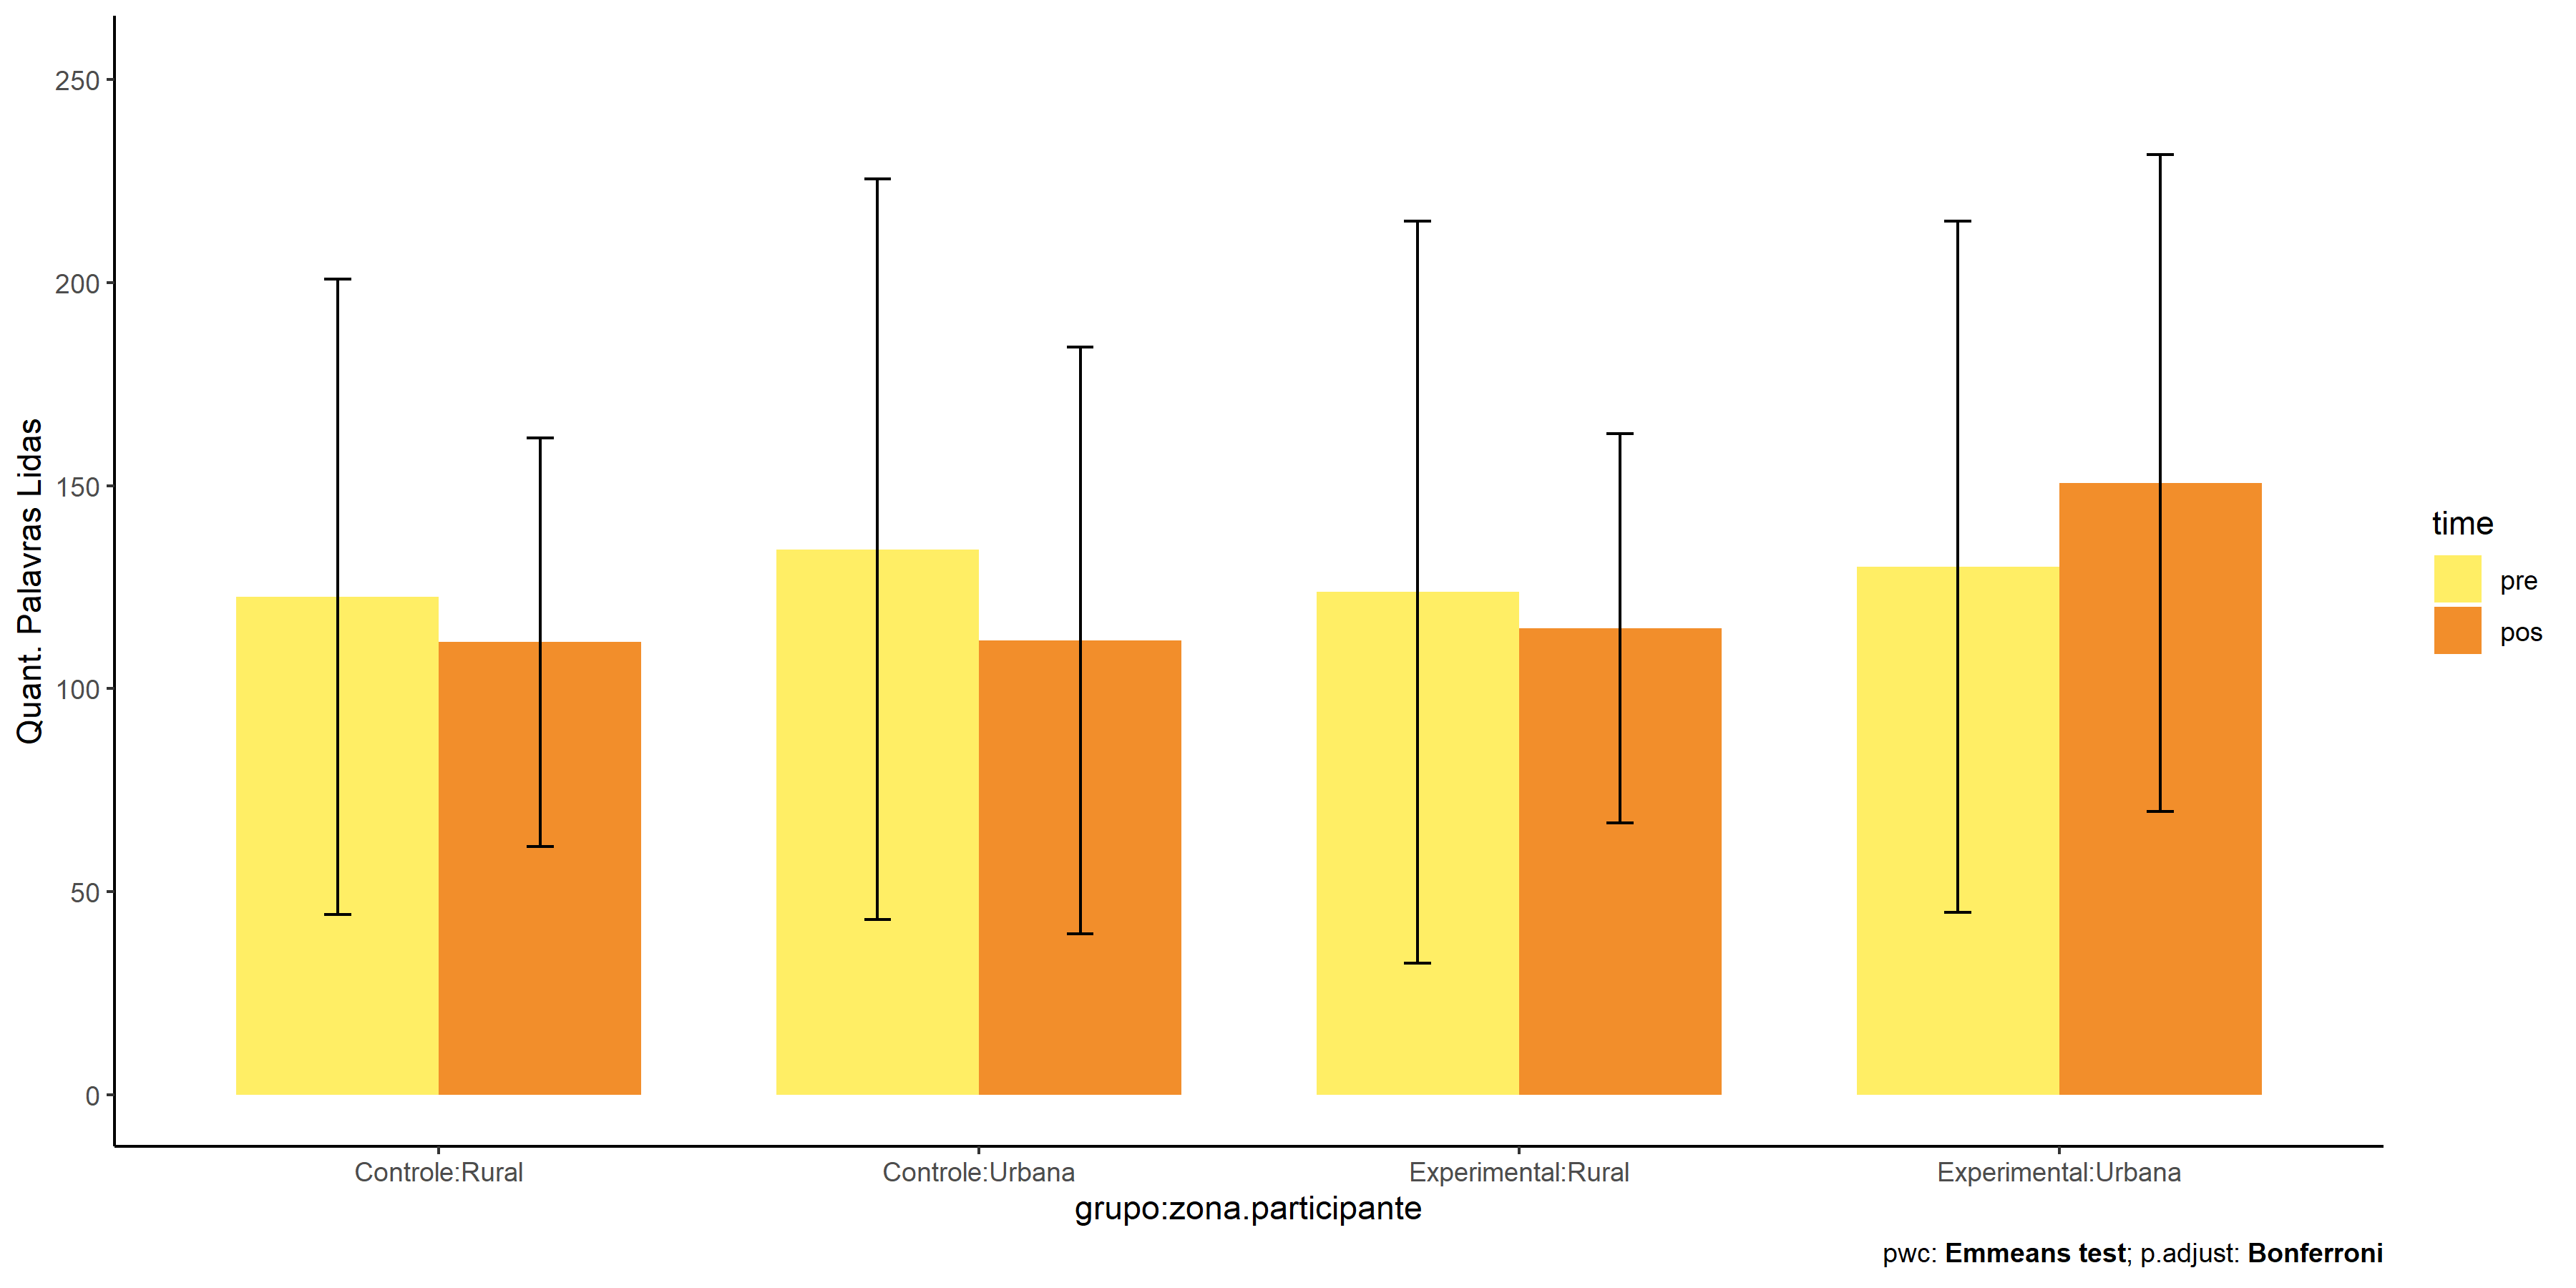 250
200
150
100
50
0
Quant. Palavras Lidas
Controle:Rural
Controle:Urbana
Experimental:Rural
Experimental:Urbana
grupo:zona.participante
time
pre
pos
pwc: Emmeans test; p.adjust: Bonferroni